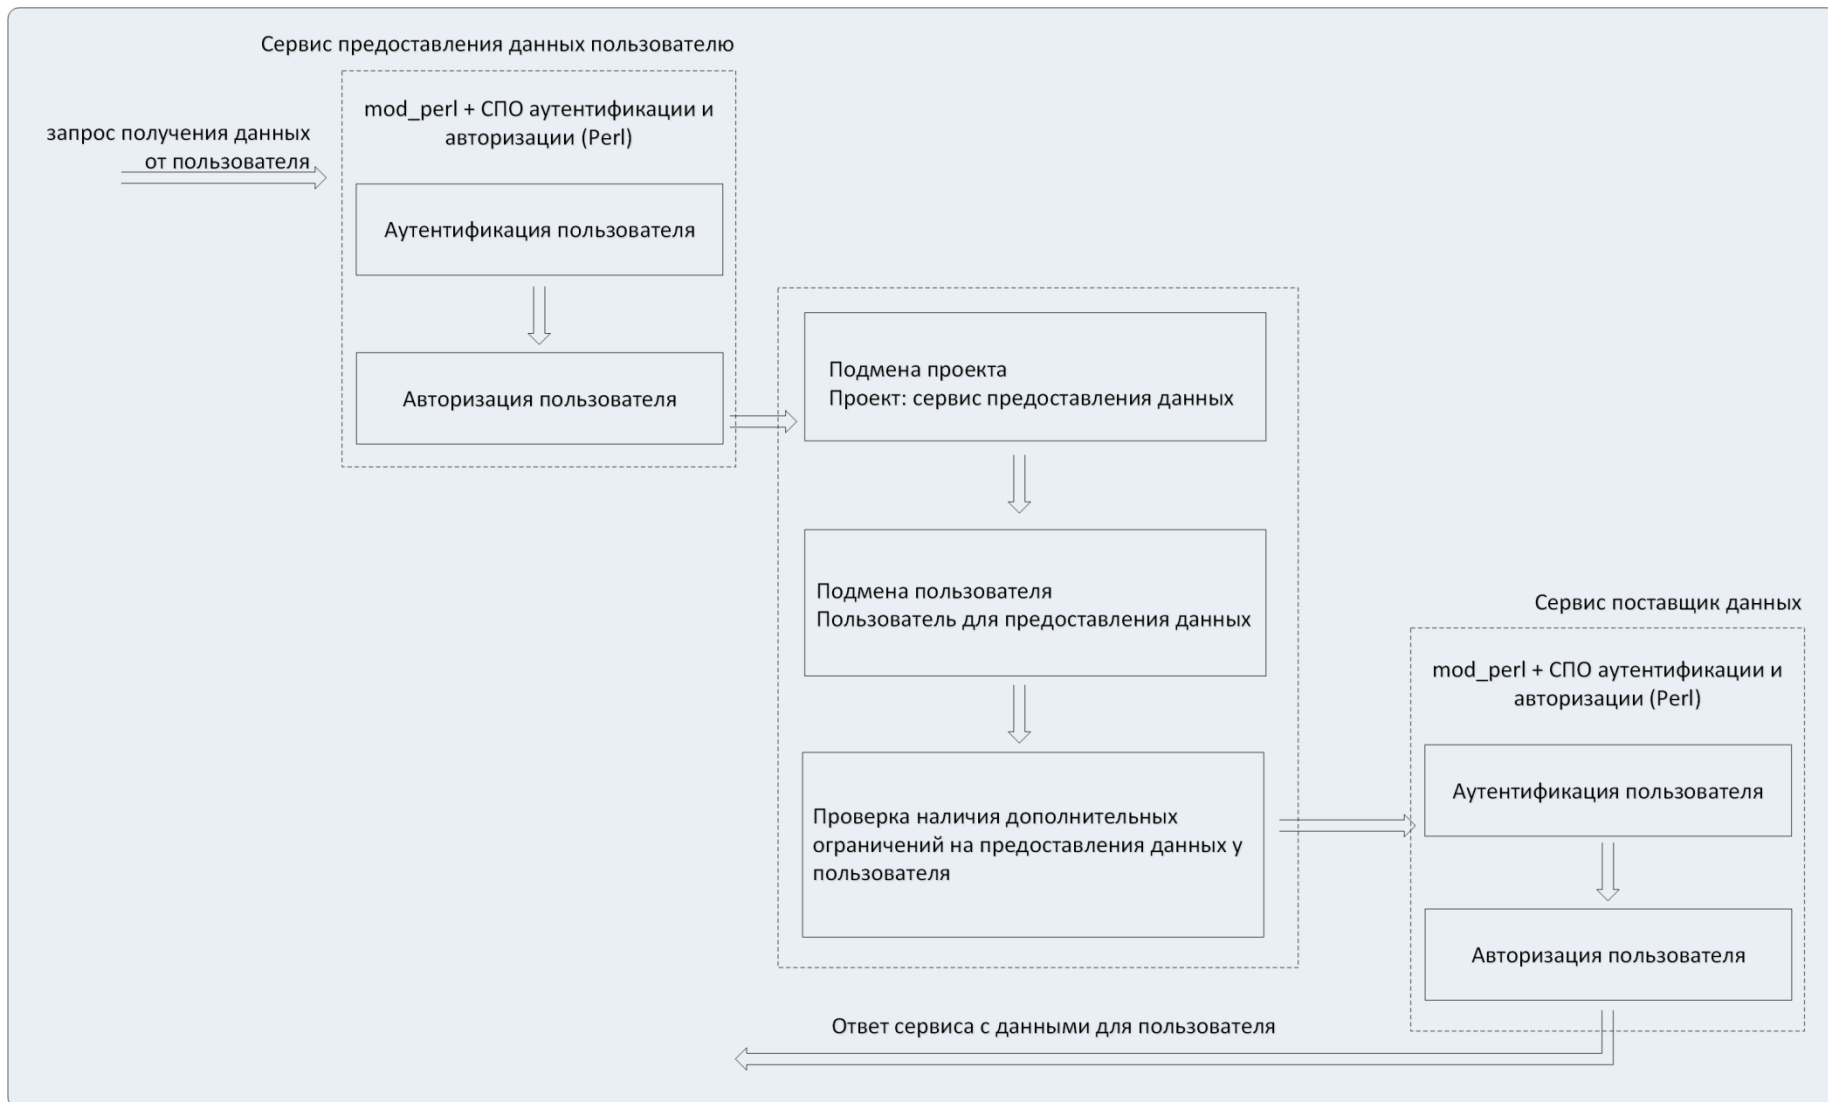 Сервис предоставления данных пользователю
mod_perl + СПО аутентификации и
авторизации (Perl)
запрос получения данных
от пользователя
Аутентификация пользователя
Авторизация пользователя
Подмена проекта
Проект: сервис предоставления данных
Подмена пользователя
Пользователь для предоставления данных
Проверка наличия дополнительных
ограничений на предоставления данных у
пользователя
Сервис поставщик данных
mod_perl + СПО аутентификации и
авторизации (Perl)
Аутентификация пользователя
Авторизация пользователя
Ответ сервиса с данными для пользователя